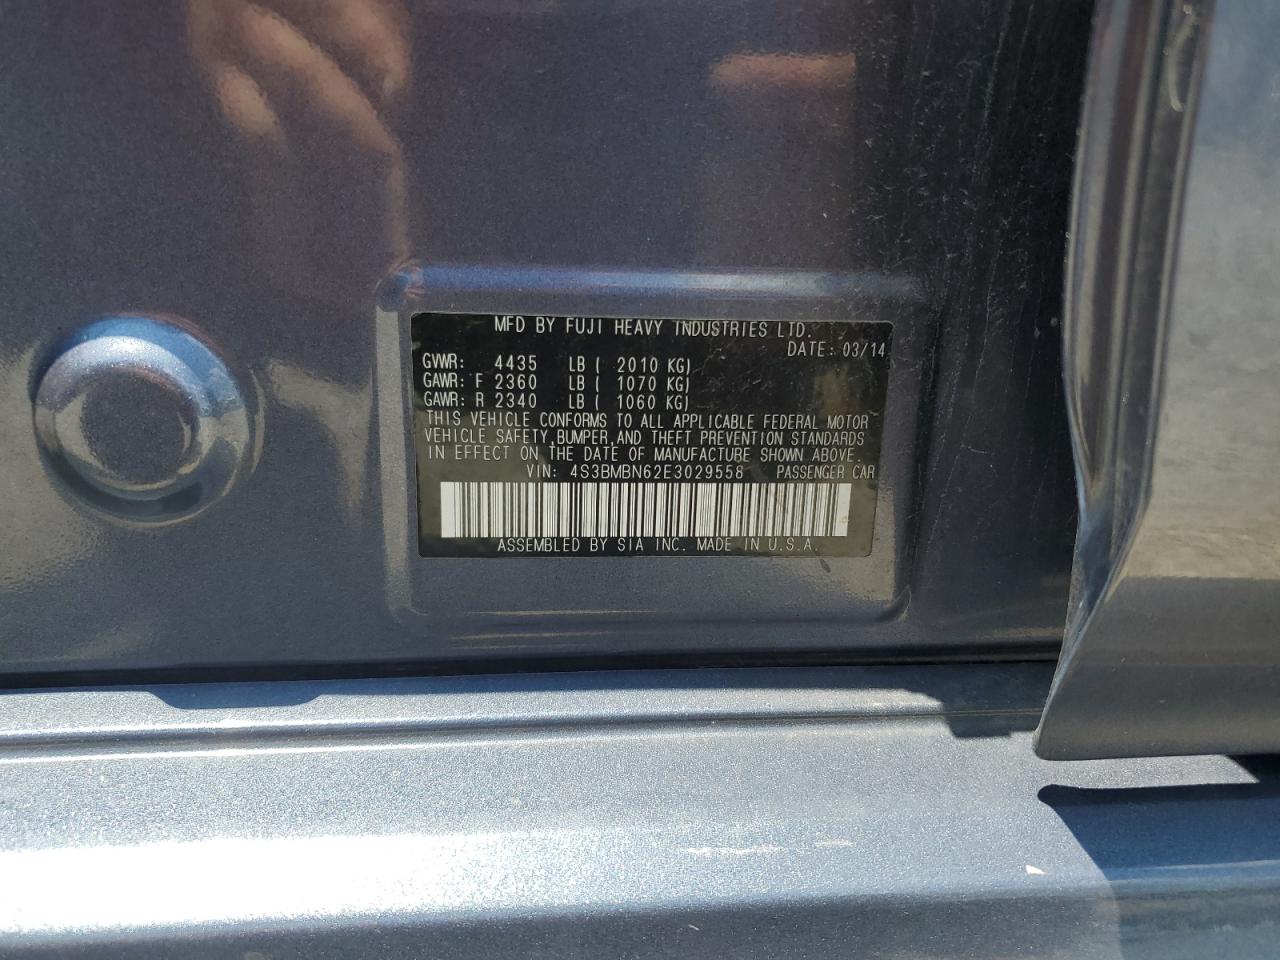 MFD BY FUJI HEAVY INDUSTRIES LTD.
DATE: 03/14
GVWR: 4435 LB ( 2010 KG)
GAWR: F 2360 LB ( 1070 KG)
GAWR: R 2340 LB ( 1060 KG)
THIS VEHICLE CONFORMS TO ALL APPLICABLE FEDERAL MOTOR
VEHICLE SAFETY,BUMPER,AND THEFT PREVENTION STANDARDS
IN EFFECT ON THE DATE OF MANUFACTURE SHOWN ABOVE.
VIN: 4S3BMBN62E3029558 PASSENGER CAR
ASSEMBLED BY SIA INC. MADE IN U.S.A.